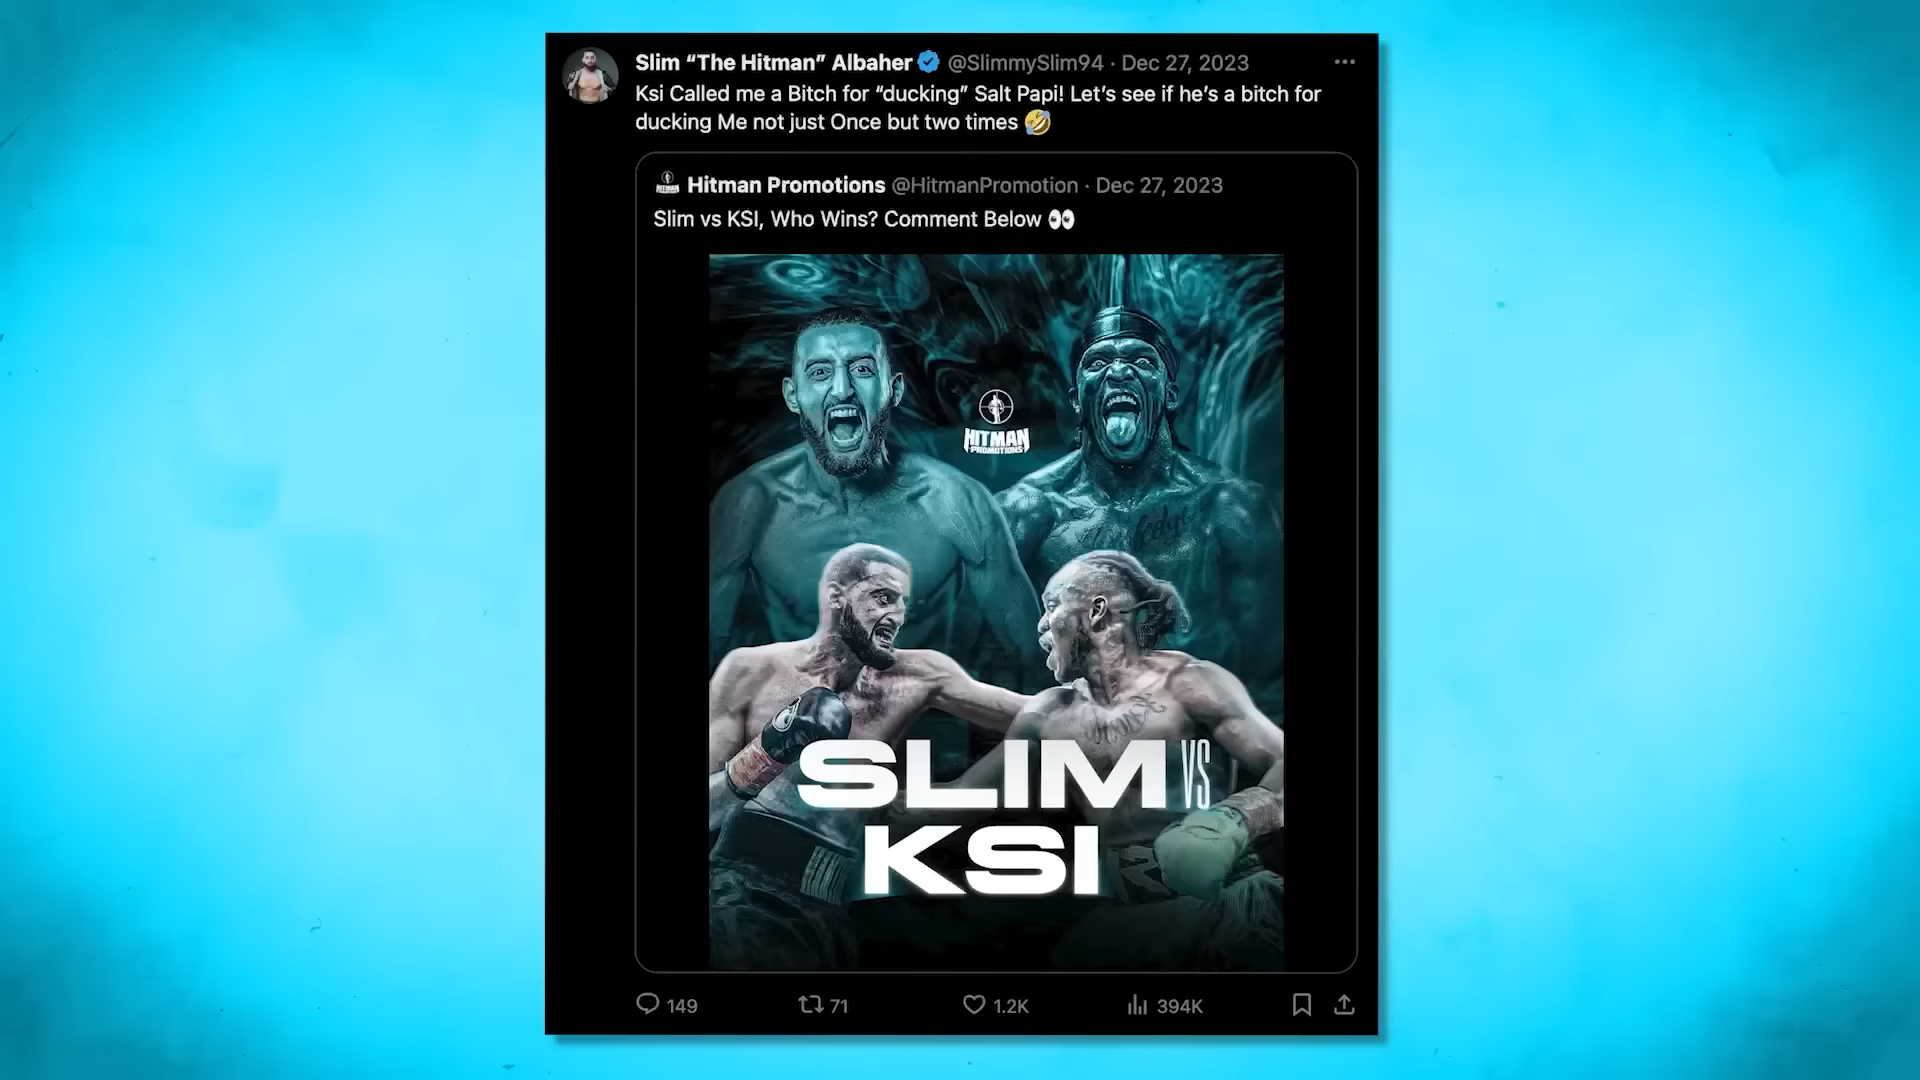 Slim “The Hitman” Albaher @SlimmySlim94 · Dec 27, 2023
Ksi Called me a Bitch for “ducking” Salt Papi! Let’s see if he’s a bitch for
ducking Me not just Once but two times 🤣
Hitman Promotions @HitmanPromotion · Dec 27, 2023
Slim vs KSI, Who Wins? Comment Below 👀
HITMAN
PROMOTIONS
SLIM VS
KSI
149 71 1.2K 394K